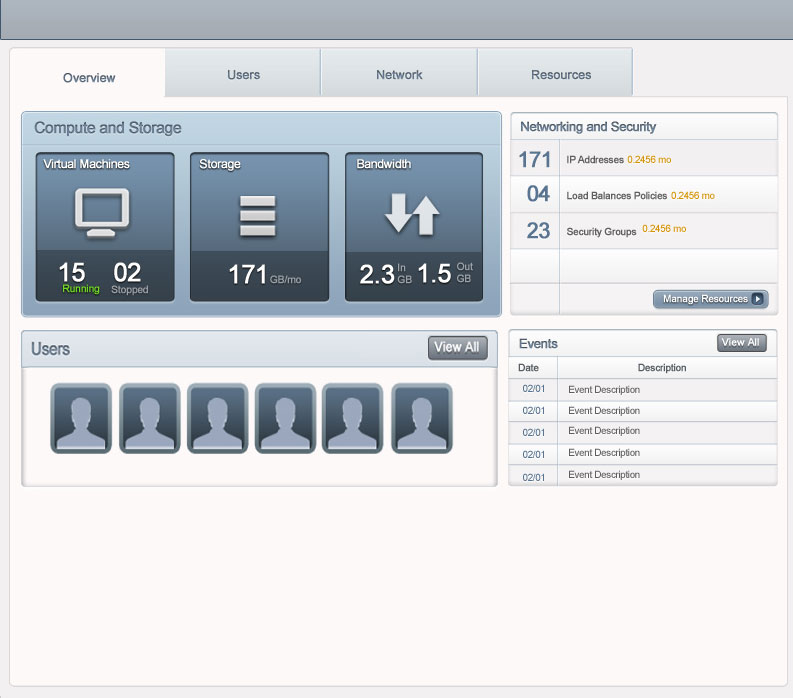 Overview
Users
Network
Resources
Compute and Storage
Virtual Machines
15 02
Running Stopped
Storage
171 GB/mo
Bandwidth
2.3 In GB 1.5 Out GB
Networking and Security
171 IP Addresses 0.2456 mo
04 Load Balances Policies 0.2456 mo
23 Security Groups 0.2456 mo
Manage Resources
Users
View All
Events
View All
Date Description
02/01 Event Description
02/01 Event Description
02/01 Event Description
02/01 Event Description
02/01 Event Description